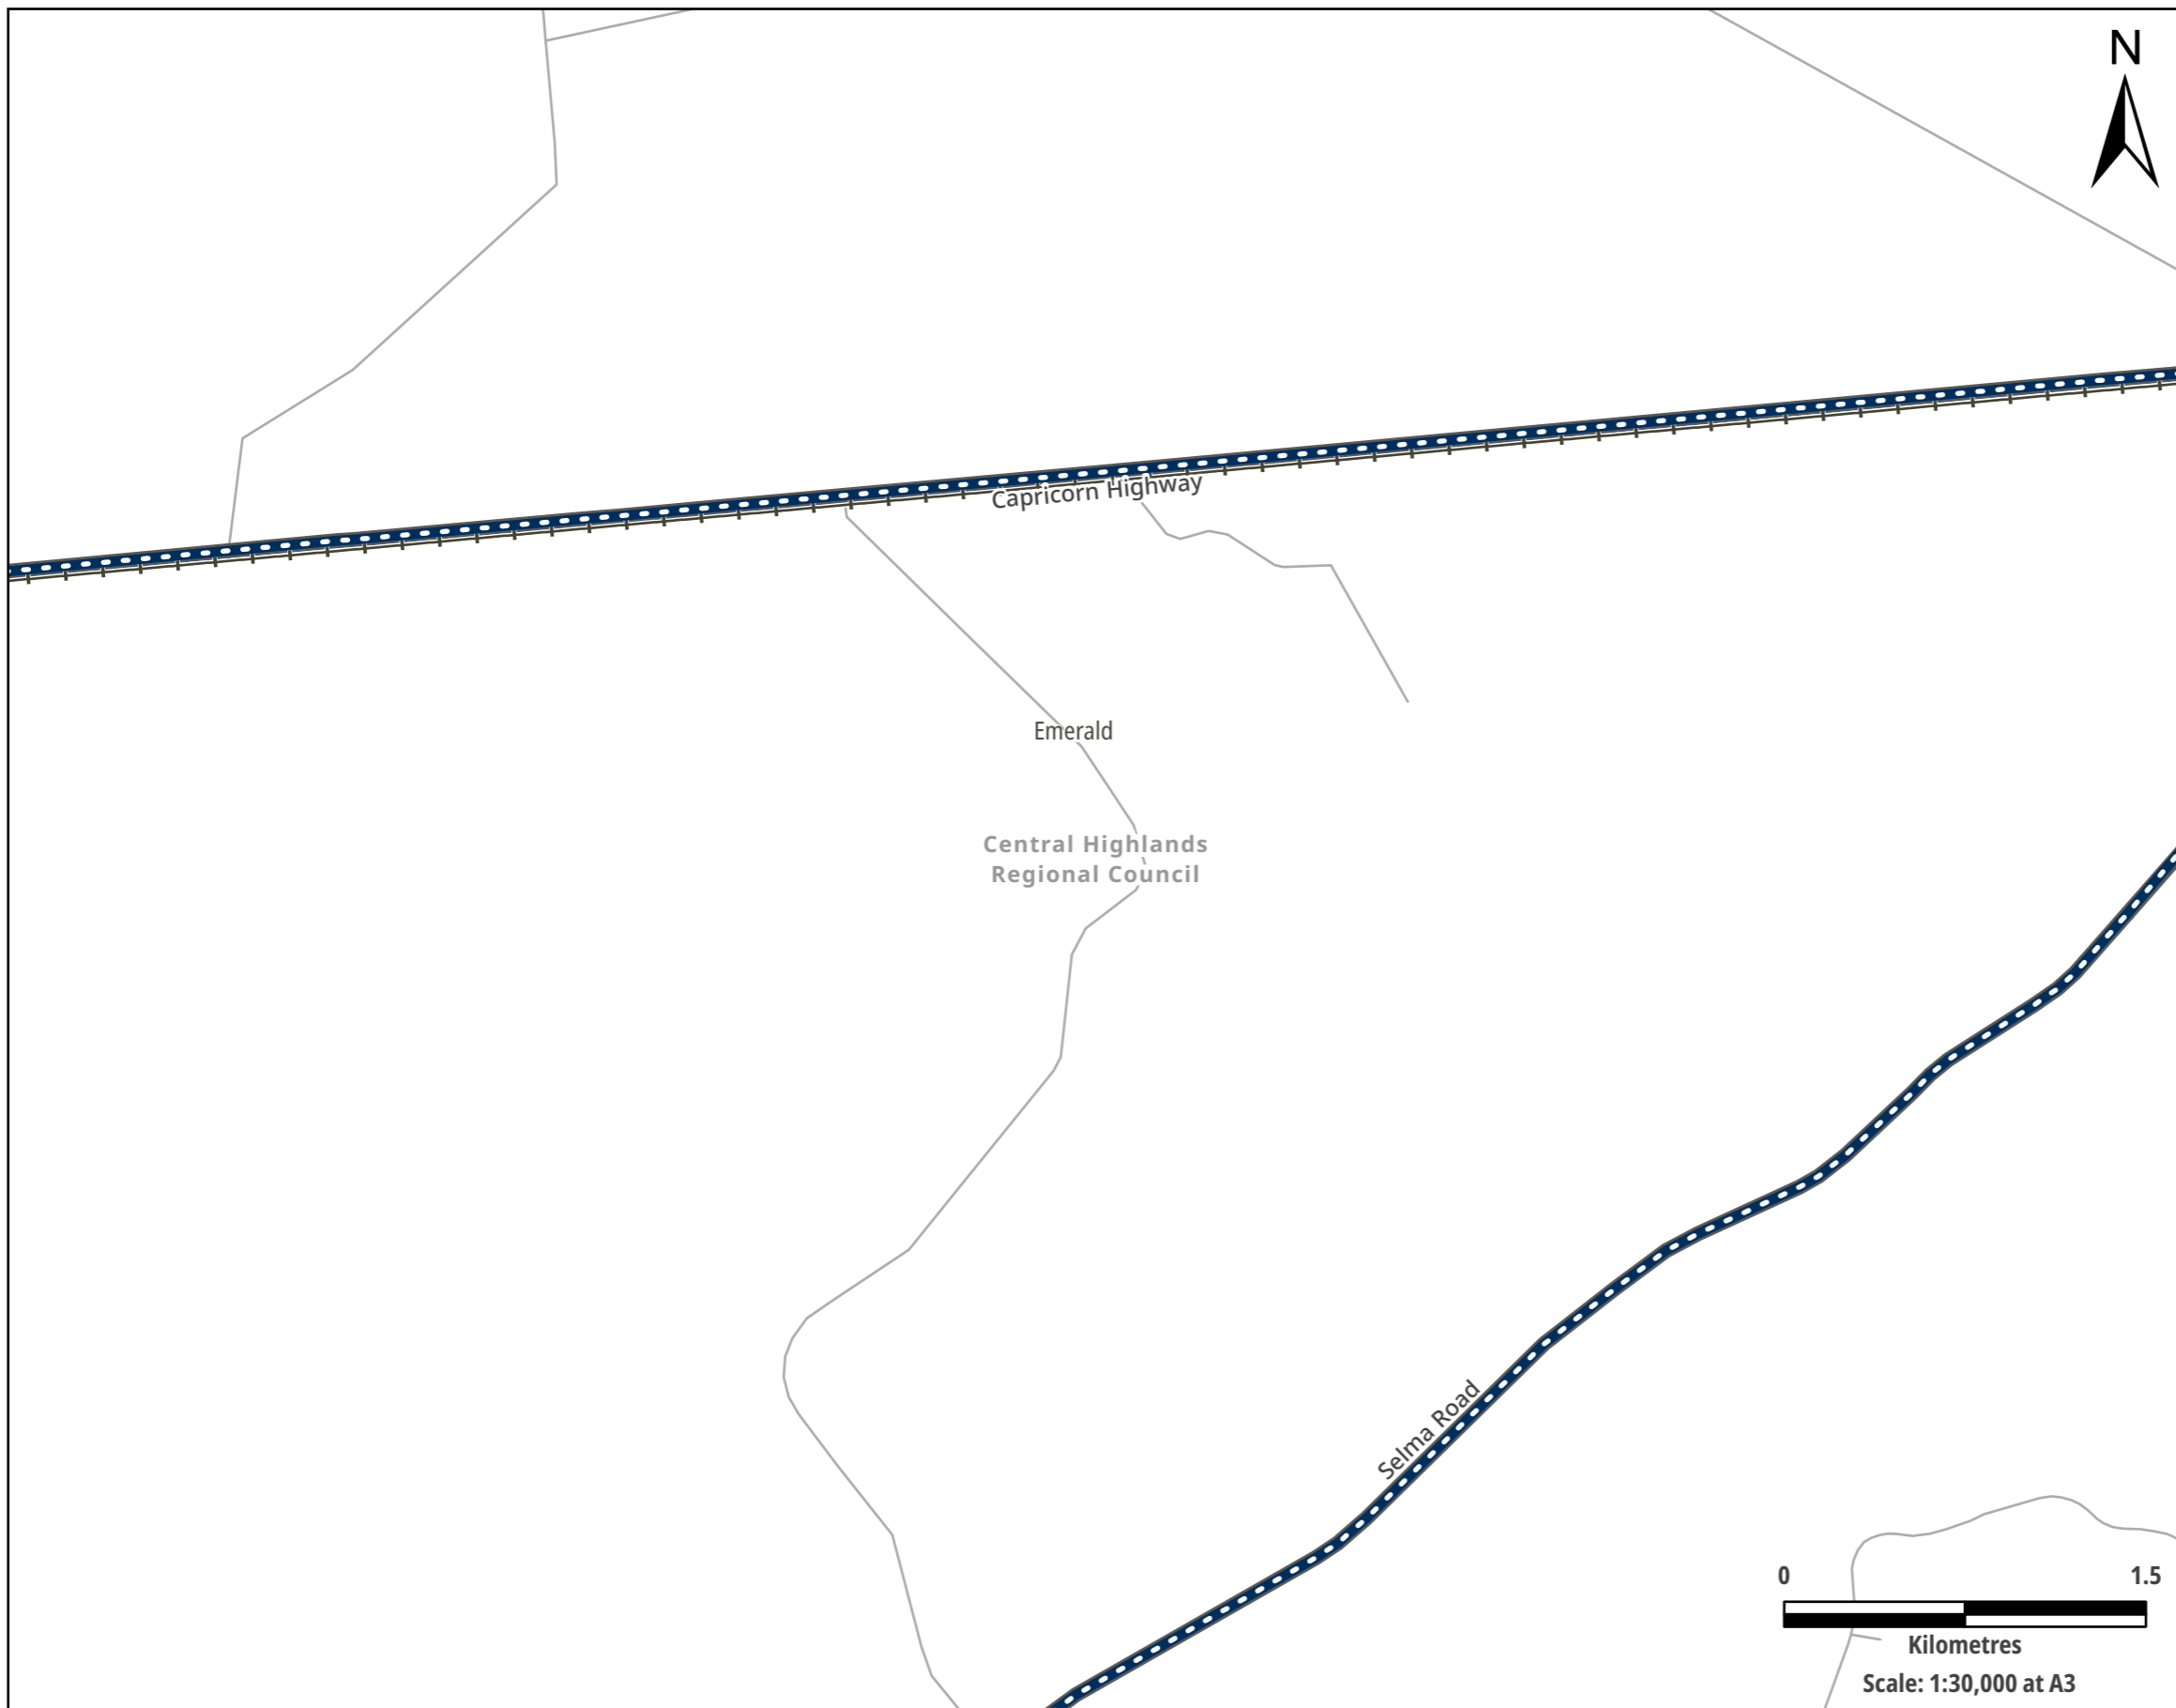 N
Capricorn Highway
Emerald
Central Highlands
Regional Council
Selma Road
0 1.5
Kilometres
Scale: 1:30,000 at A3